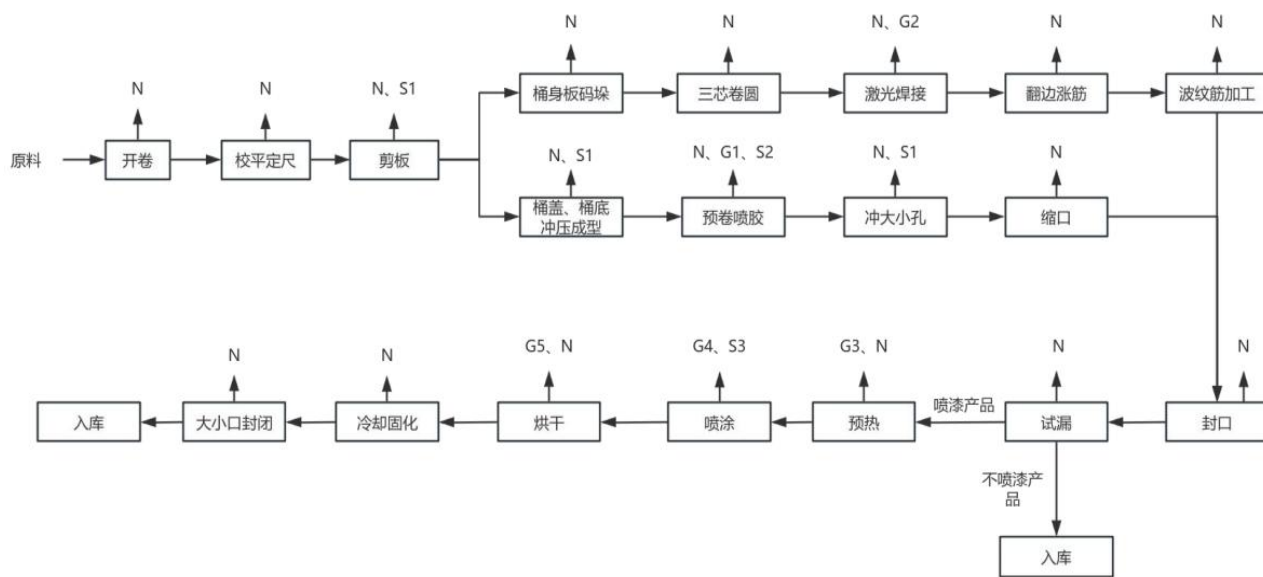 N
N
N、G2
N
N
N
N
N、S1
桶身板码垛
三芯卷圆
激光焊接
翻边涨筋
波纹筋加工
原料
开卷
校平定尺
剪板
N、S1
N、G1、S2
N、S1
N
桶盖、桶底
冲压成型
预卷喷胶
冲大小孔
缩口
N
N
G5、N
G4、S3
G3、N
N
N
入库
大小口封闭
冷却固化
烘干
喷涂
预热
喷漆产品
试漏
封口
不喷漆产
品
入库